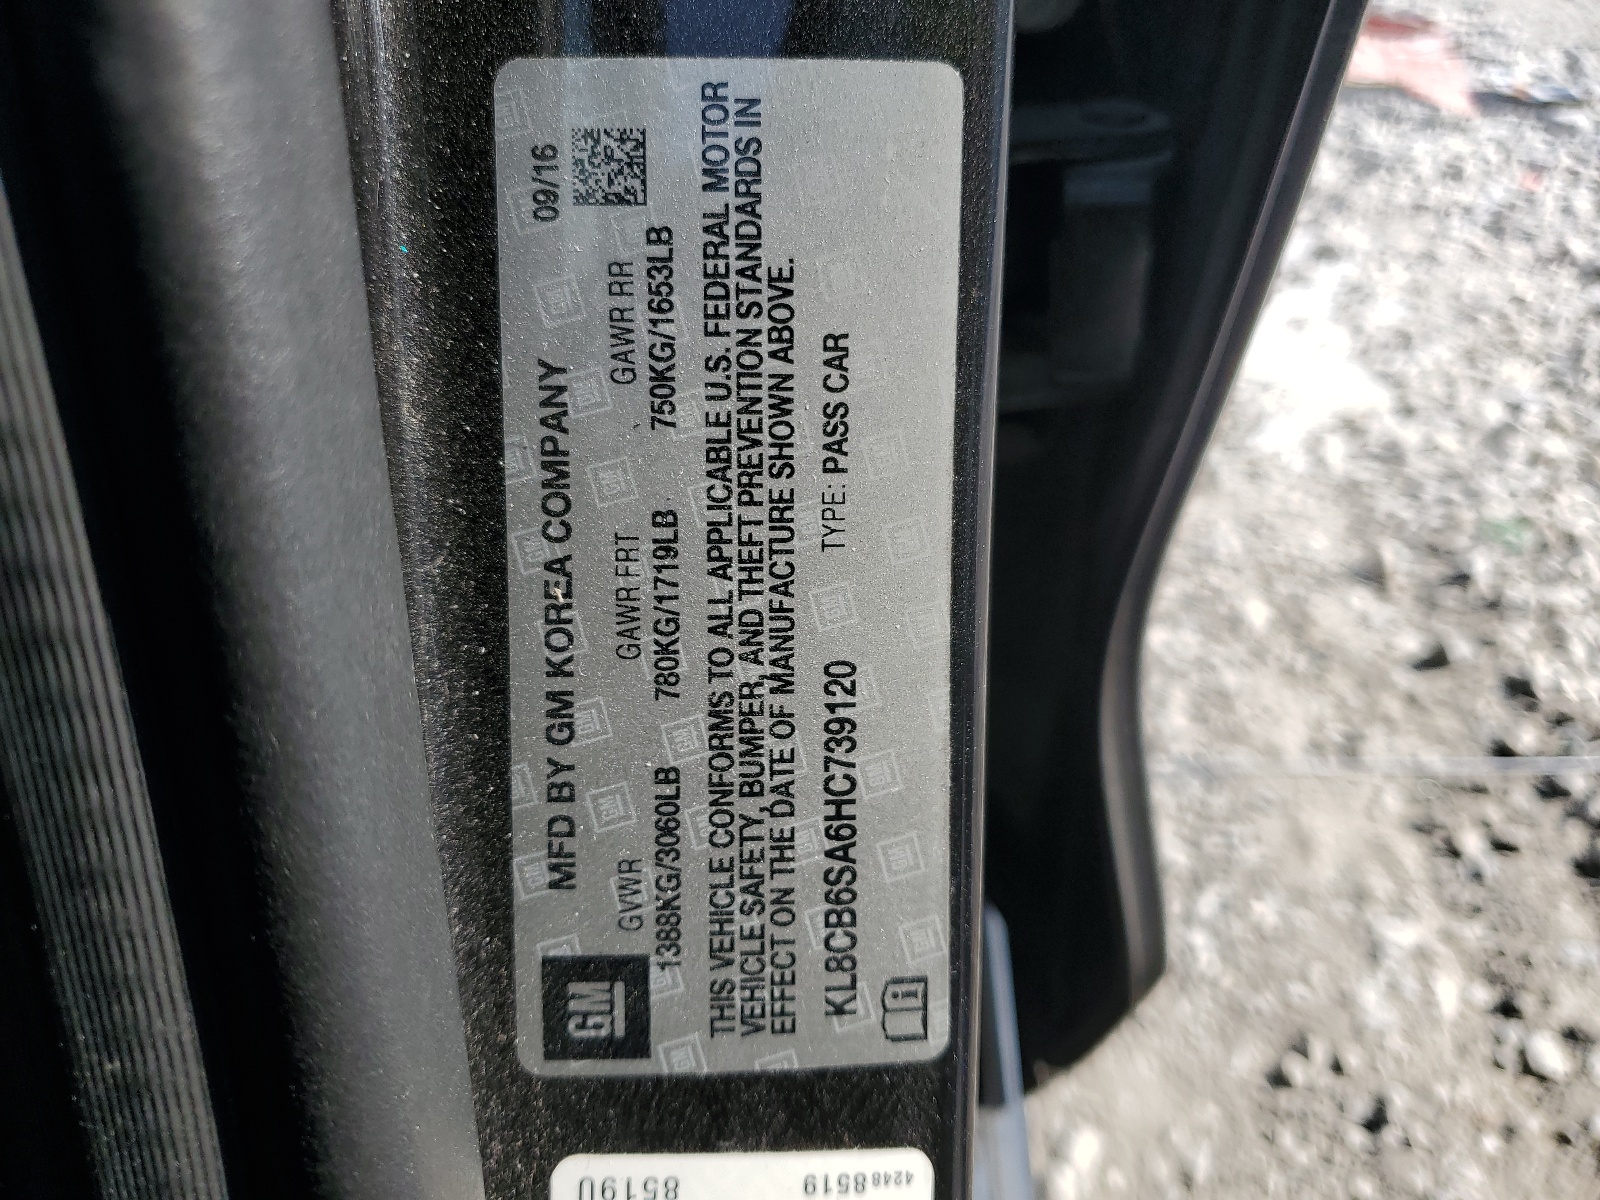 GM
MFD BY GM KOREA COMPANY 09/16
GVWR GAWR FRT GAWR RR
1388KG/3060LB 780KG/1719LB 750KG/1653LB
THIS VEHICLE CONFORMS TO ALL APPLICABLE U.S. FEDERAL MOTOR
VEHICLE SAFETY, BUMPER, AND THEFT PREVENTION STANDARDS IN
EFFECT ON THE DATE OF MANUFACTURE SHOWN ABOVE.
KL8CB6SA6HC739120 TYPE: PASS CAR
i
42488519